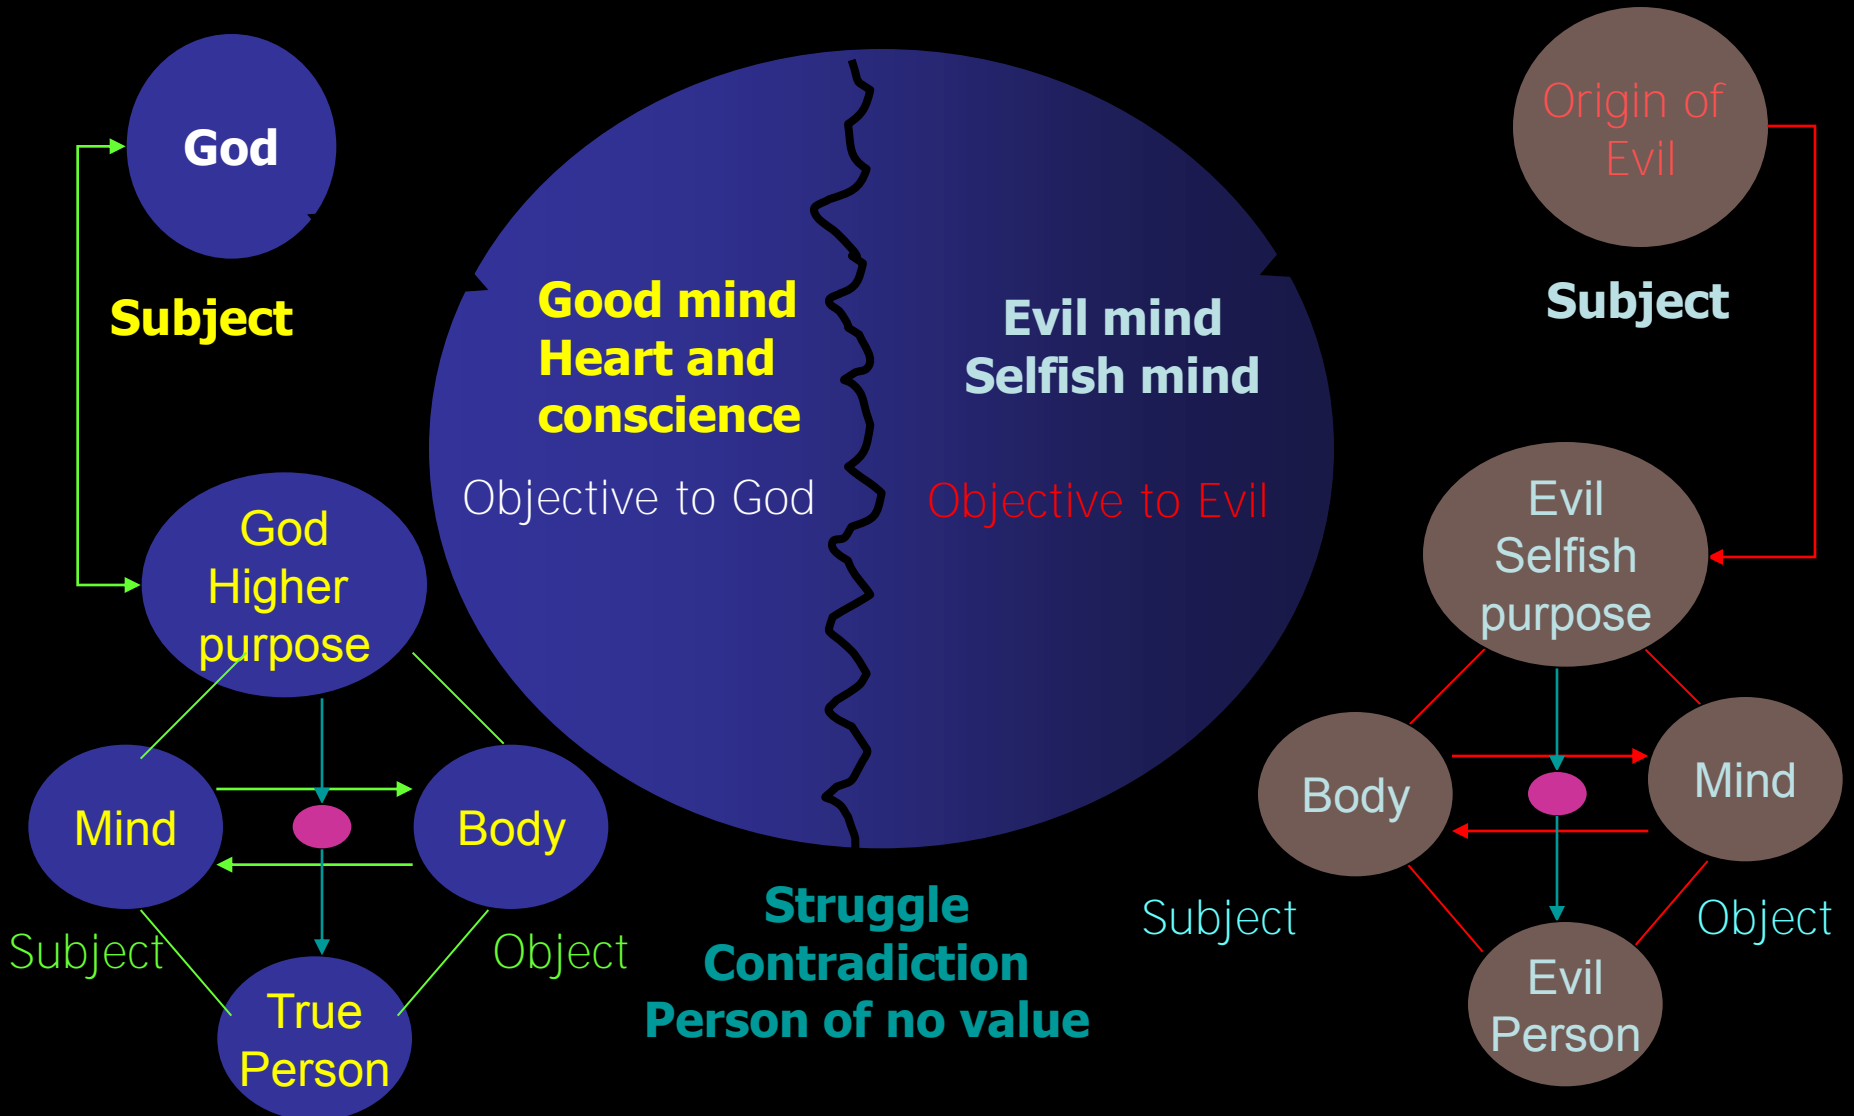 God
Subject
God
Higher
purpose
Mind
Body
Subject
Object
True
Person
Good mind
Heart and
conscience
Objective to God
Evil mind
Selfish mind
Objective to Evil
Struggle
Contradiction
Person of no value
Origin of
Evil
Subject
Evil
Selfish
purpose
Body
Mind
Subject
Object
Evil
Person